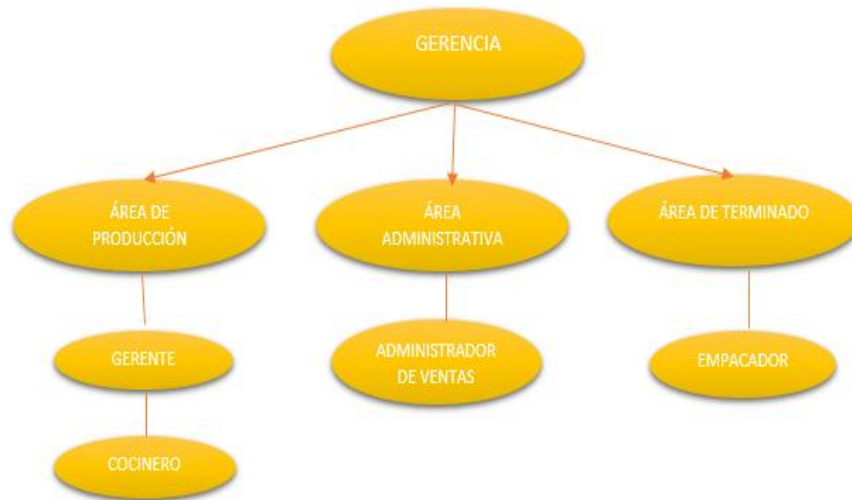 GERENCIA
ÁREA DE
PRODUCCIÓN
ÁREA
ADMINISTRATIVA
ÁREA DE TERMINADO
GERENTE
ADMINISTRADOR
DE VENTAS
EMPACADOR
COCINERO